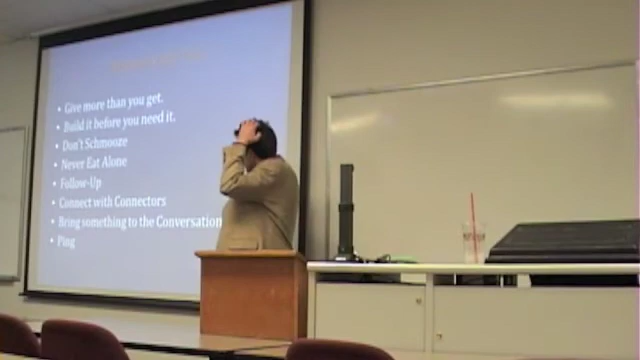 • Give more than you get.
• Build it before you need it.
• Don't Schmooze
• Never Eat Alone
• Follow-Up
• Connect with Connectors
• Bring something to the Conversation
• Ping